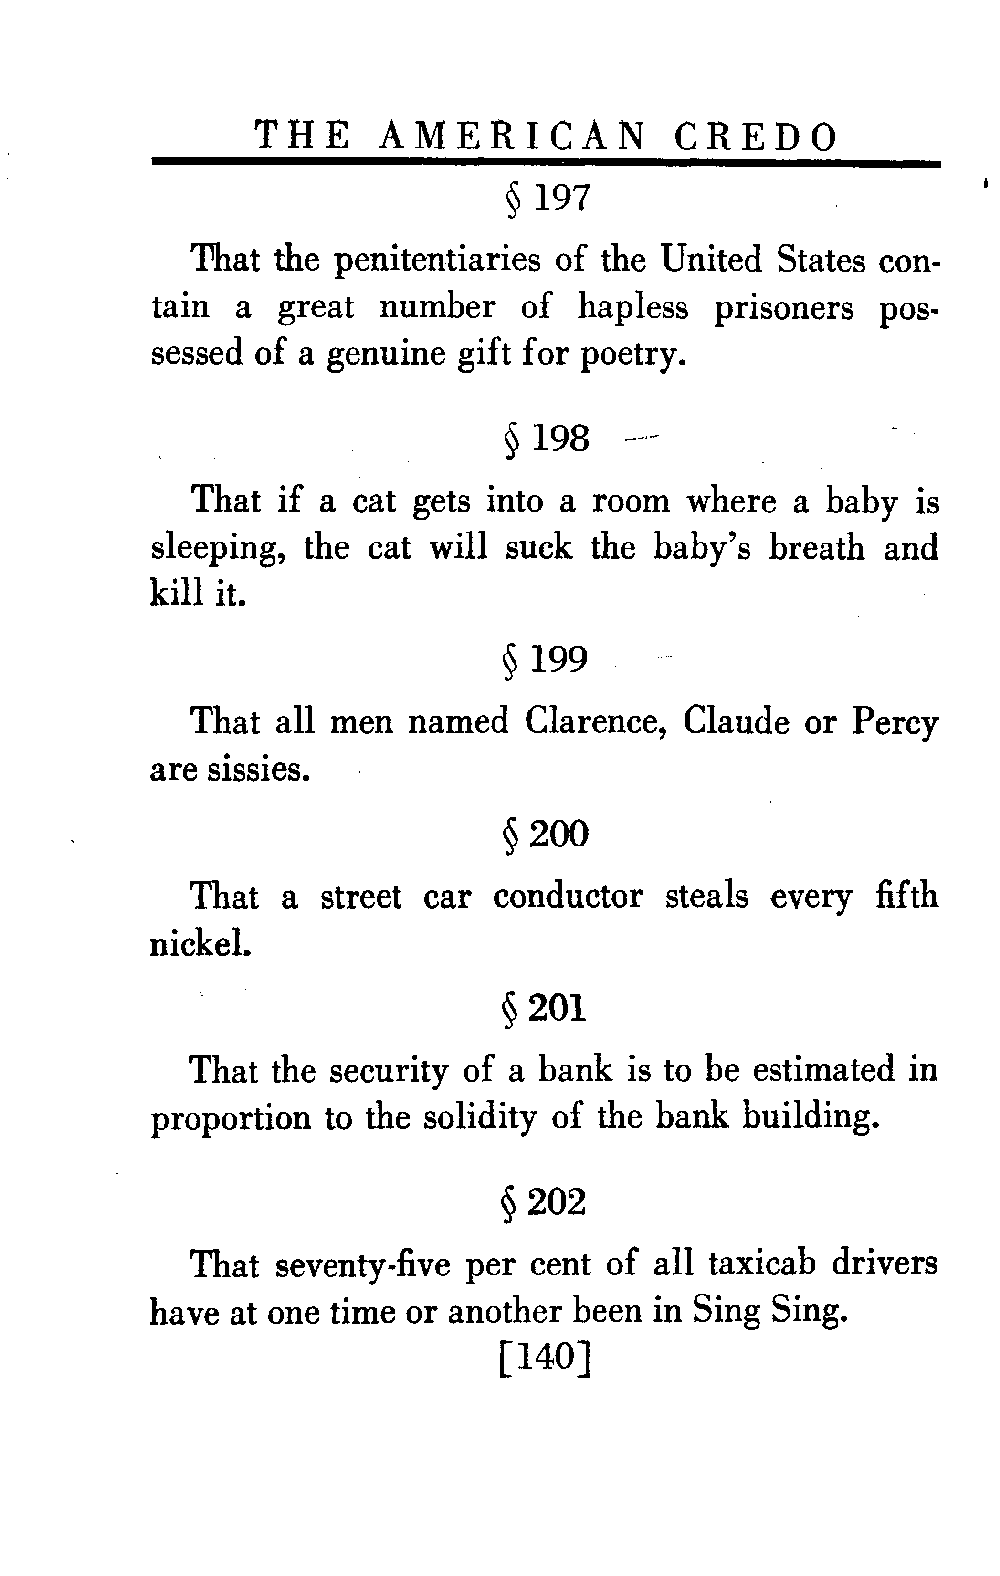 THE AMERICAN CREDO
§ 197
That the penitentiaries of the United States con-
tain a great number of hapless prisoners pos-
sessed of a genuine gift for poetry.
§ 198
That if a cat gets into a room where a baby is
sleeping, the cat will suck the baby's breath and
kill it.
§ 199
That all men named Clarence, Claude or Percy
are sissies.
§ 200
That a street car conductor steals every fifth
nickel.
§ 201
That the security of a bank is to be estimated in
proportion to the solidity of the bank building.
§ 202
That seventy-five per cent of all taxicab drivers
have at one time or another been in Sing Sing.
[140]